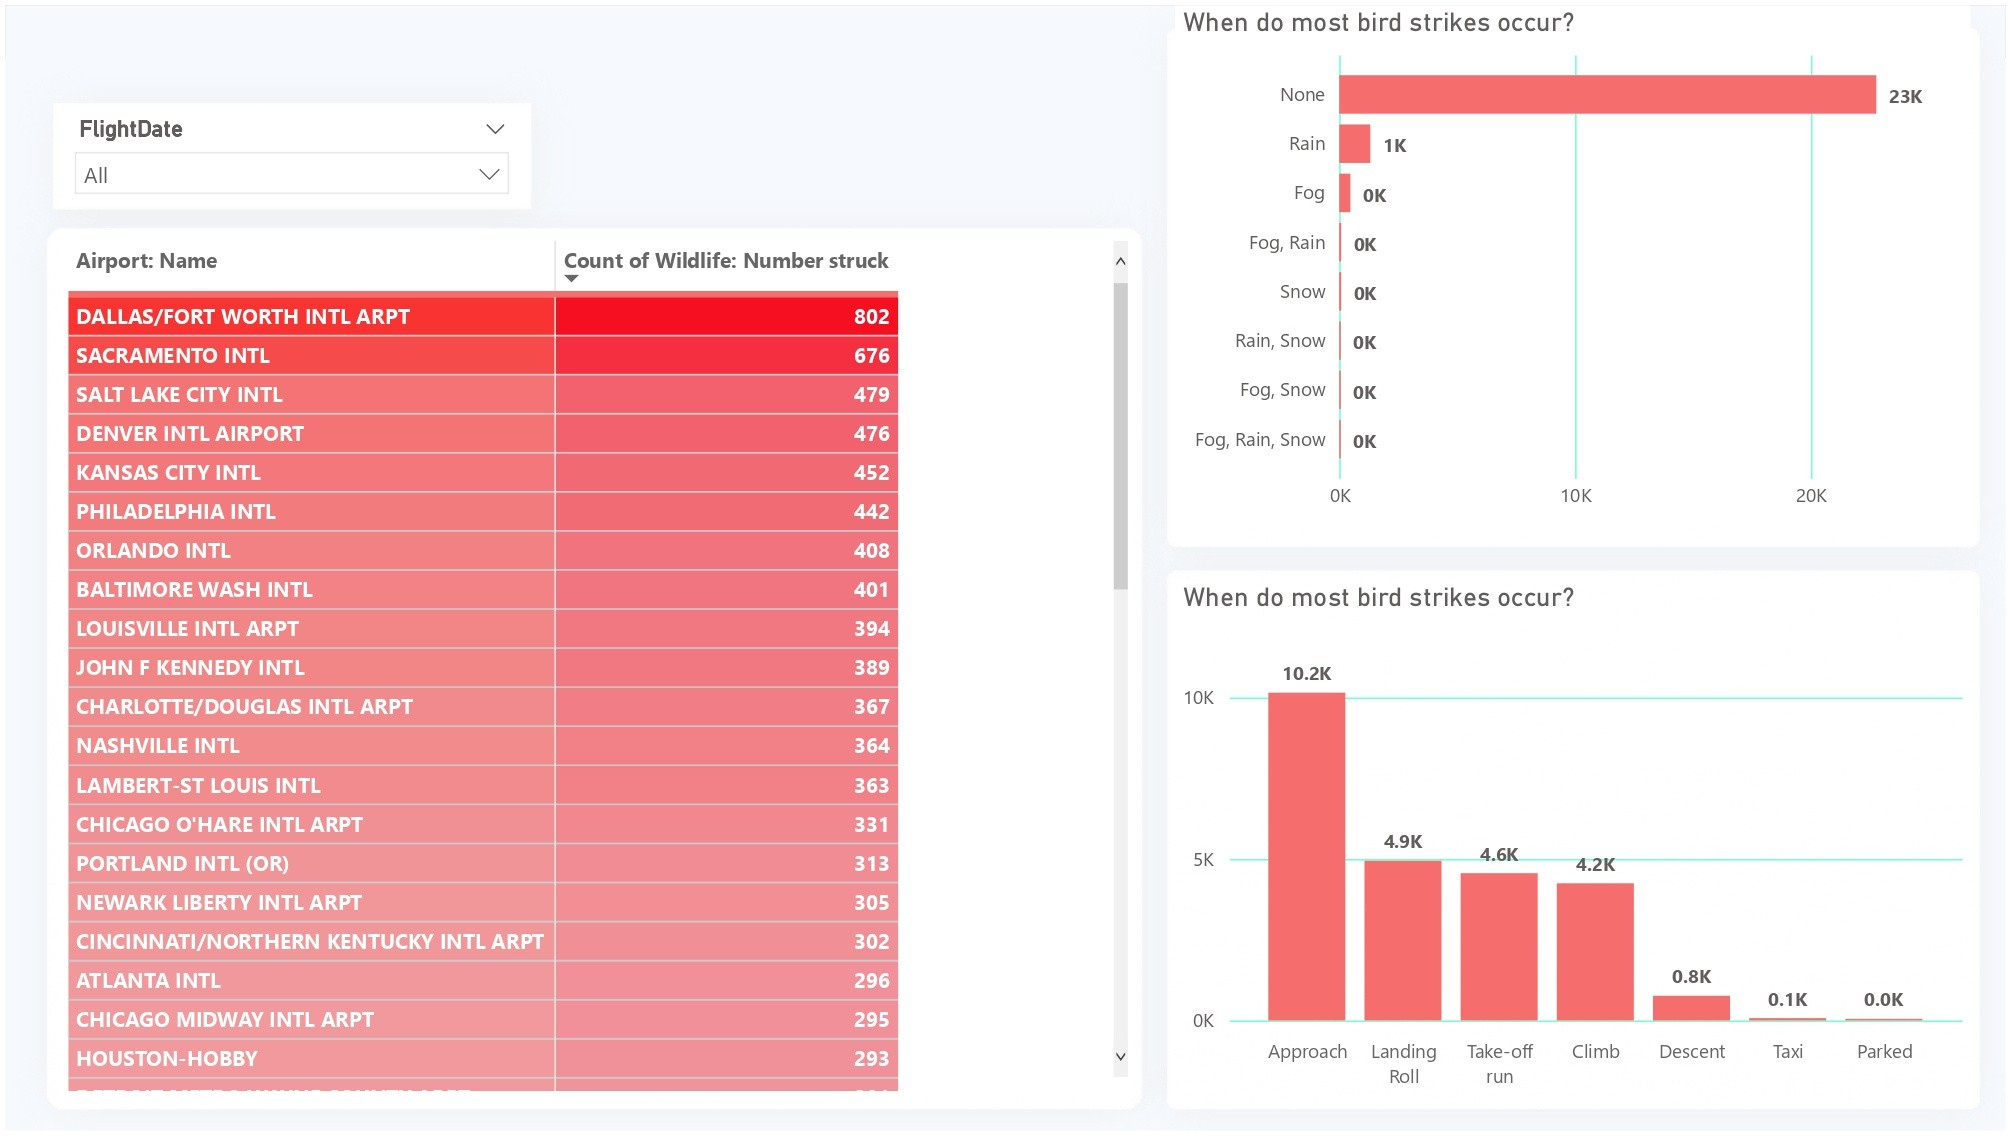 FlightDate
All
Airport: Name Count of Wildlife: Number struck
DALLAS/FORT WORTH INTL ARPT 802
SACRAMENTO INTL 676
SALT LAKE CITY INTL 479
DENVER INTL AIRPORT 476
KANSAS CITY INTL 452
PHILADELPHIA INTL 442
ORLANDO INTL 408
BALTIMORE WASH INTL 401
LOUISVILLE INTL ARPT 394
JOHN F KENNEDY INTL 389
CHARLOTTE/DOUGLAS INTL ARPT 367
NASHVILLE INTL 364
LAMBERT-ST LOUIS INTL 363
CHICAGO O'HARE INTL ARPT 331
PORTLAND INTL (OR) 313
NEWARK LIBERTY INTL ARPT 305
CINCINNATI/NORTHERN KENTUCKY INTL ARPT 302
ATLANTA INTL 296
CHICAGO MIDWAY INTL ARPT 295
HOUSTON-HOBBY 293
When do most bird strikes occur?
None 23K
Rain 1K
Fog 0K
Fog, Rain 0K
Snow 0K
Rain, Snow 0K
Fog, Snow 0K
Fog, Rain, Snow 0K
0K 10K 20K
When do most bird strikes occur?
10.2K
10K
4.9K
4.6K
5K
4.2K
0.8K
0.1K
0.0K
0K
Approach Landing Take-off Climb Descent Taxi Parked
Roll run